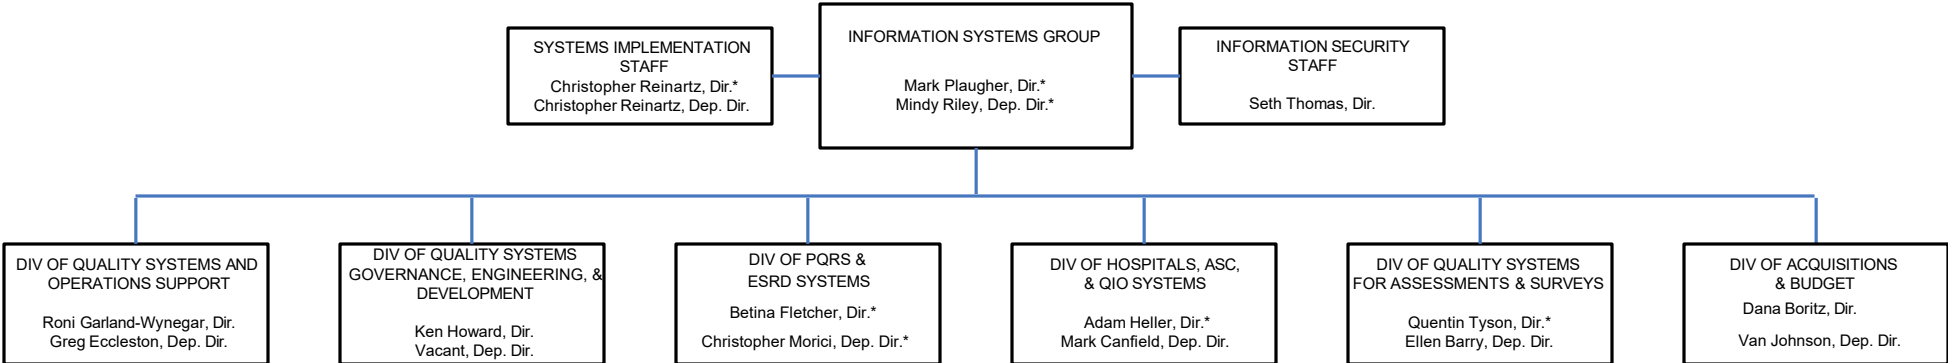 INFORMATION SYSTEMS GROUP
Mark Plaugher, Dir.*
Mindy Riley, Dep. Dir.*
SYSTEMS IMPLEMENTATION
STAFF
Christopher Reinartz, Dir.*
Christopher Reinartz, Dep. Dir.
INFORMATION SECURITY
STAFF
Seth Thomas, Dir.
DIV OF QUALITY SYSTEMS AND
OPERATIONS SUPPORT
Roni Garland-Wynegar, Dir.
Greg Eccleston, Dep. Dir.
DIV OF QUALITY SYSTEMS
GOVERNANCE, ENGINEERING, &
DEVELOPMENT
Ken Howard, Dir.
Vacant, Dep. Dir.
DIV OF PQRS &
ESRD SYSTEMS
Betina Fletcher, Dir.*
Christopher Morici, Dep. Dir.*
DIV OF HOSPITALS, ASC,
& QIO SYSTEMS
Adam Heller, Dir.*
Mark Canfield, Dep. Dir.
DIV OF QUALITY SYSTEMS
FOR ASSESSMENTS & SURVEYS
Quentin Tyson, Dir.*
Ellen Barry, Dep. Dir.
DIV OF ACQUISITIONS
& BUDGET
Dana Boritz, Dir.
Van Johnson, Dep. Dir.